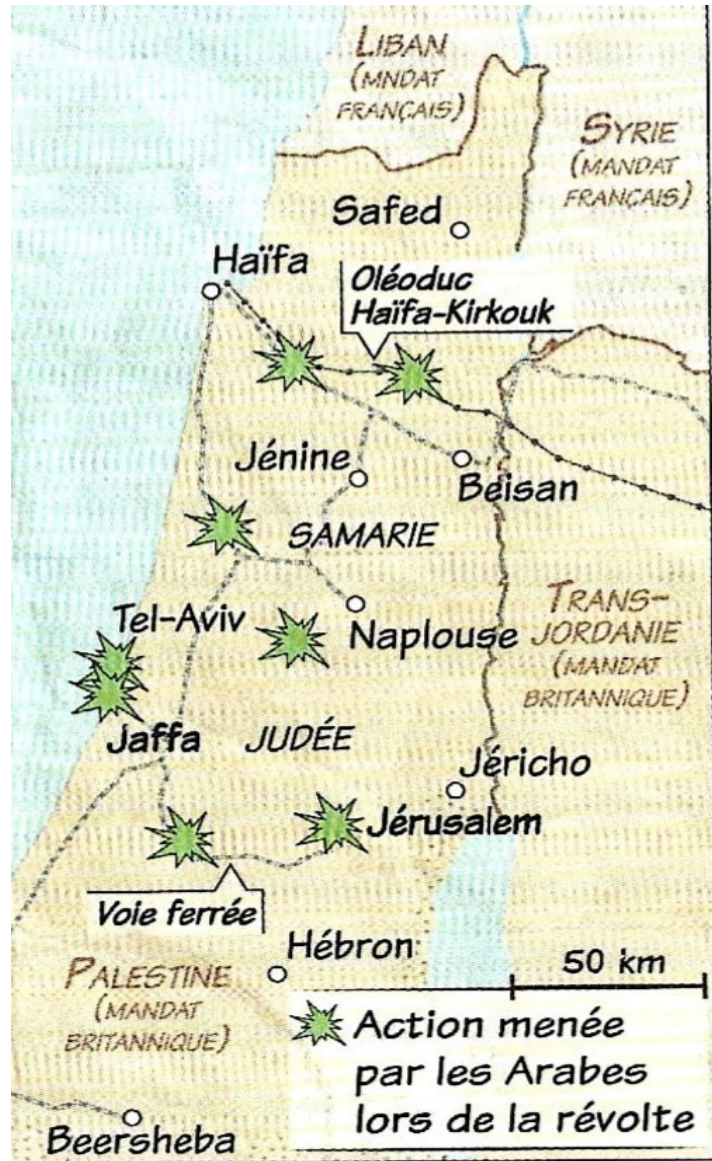 LIBAN
(MNDAT
FRANÇAIS)
SYRIE
(MANDAT
FRANÇAIS)
Safed
Haïfa
Oléoduc
Haïfa-Kirkouk
Jénine
Beisan
SAMARIE
Tel-Aviv
Naplouse
TRANS-
JORDANIE
(MANDAT
BRITANNIQUE)
Jaffa
JUDÉE
Jéricho
Jérusalem
Voie ferrée
Hébron
50 km
PALESTINE
(MANDAT
BRITANNIQUE)
Action menée
par les Arabes
lors de la révolte
Beersheba